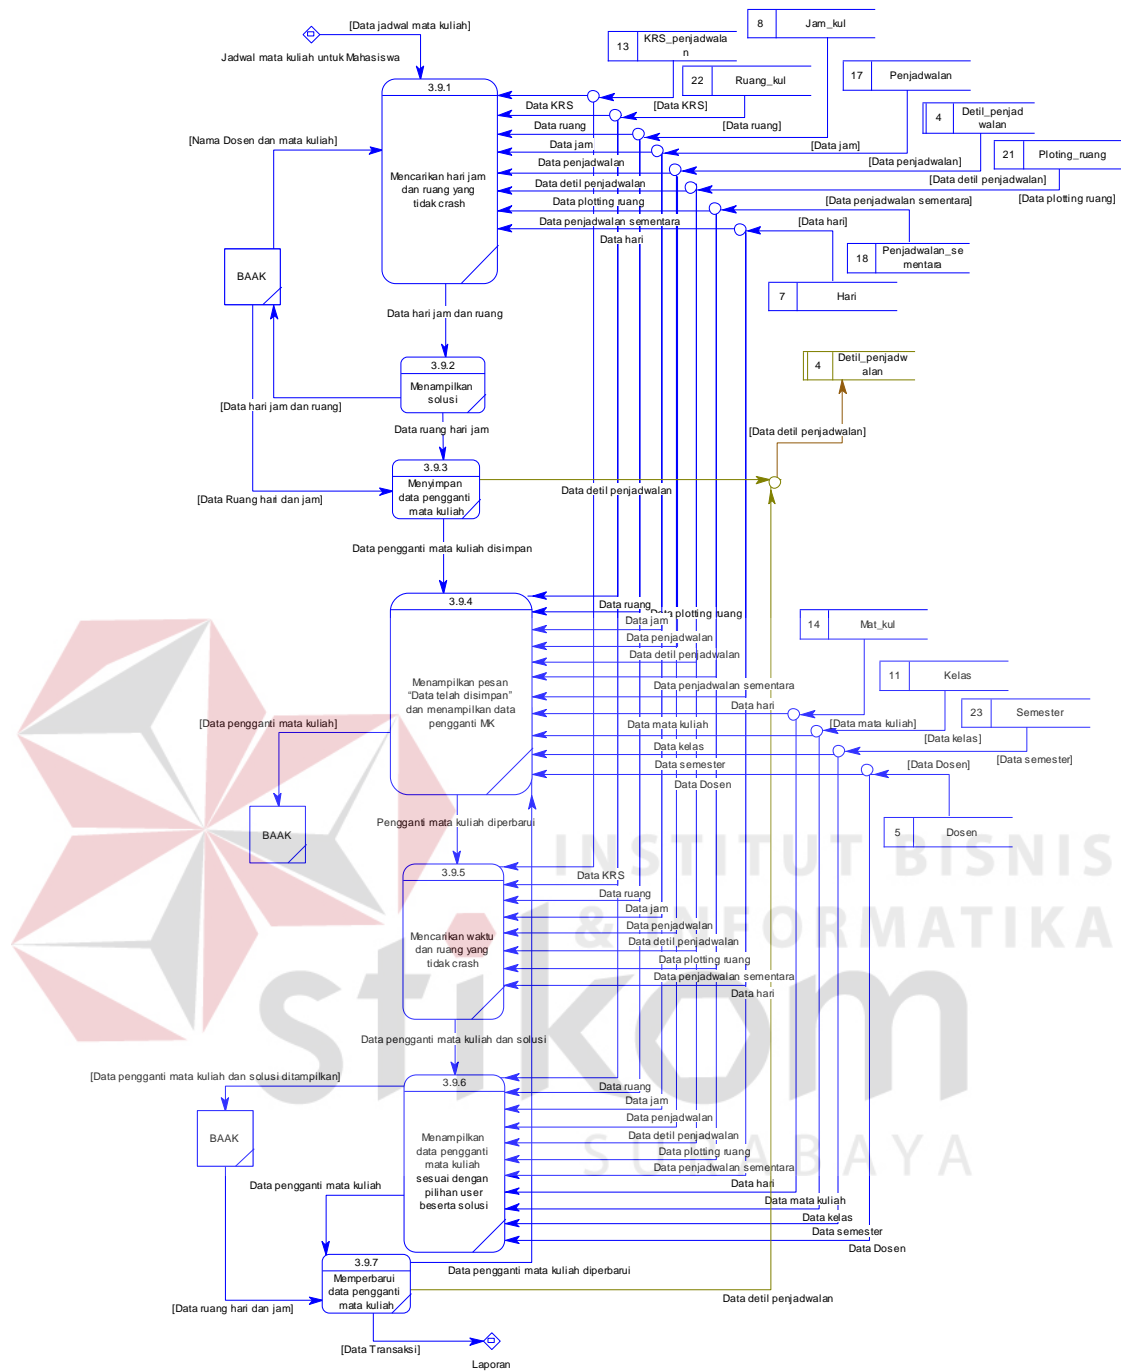 [Data jadwal mata kuliah]
Jadwal mata kuliah untuk Mahasiswa
8 Jam_kul
13 KRS_penjadwala
n
22 Ruang_kul
17 Penjadwalan
4 Detil_penjad
walan
21 Ploting_ruang
3.9.1
Mencarikan hari jam
dan ruang yang
tidak crash
[Nama Dosen dan mata kuliah]
Data KRS
[Data KRS]
Data ruang
[Data ruang]
Data jam
[Data jam]
Data penjadwalan
[Data penjadwalan]
Data detil penjadwalan
[Data detil penjadwalan]
Data plotting ruang
[Data plotting ruang]
Data penjadwalan sementara
[Data penjadwalan sementara]
Data hari
[Data hari]
18 Penjadwalan_se
mentara
7 Hari
BAAK
Data hari jam dan ruang
3.9.2
Menampilkan
solusi
4 Detil_penjadw
alan
[Data hari jam dan ruang]
Data ruang hari jam
[Data detil penjadwalan]
3.9.3
Menyimpan
data pengganti
mata kuliah
[Data Ruang hari dan jam]
Data detil penjadwalan
Data pengganti mata kuliah disimpan
3.9.4
Menampilkan pesan
“Data telah disimpan”
dan menampilkan data
pengganti MK
Data ruang
Data plotting ruang
Data jam
Data penjadwalan
Data detil penjadwalan
Data penjadwalan sementara
Data hari
Data mata kuliah
Data kelas
Data semester
Data Dosen
14 Mat_kul
11 Kelas
23 Semester
[Data mata kuliah]
[Data kelas]
[Data semester]
[Data Dosen]
5 Dosen
[Data pengganti mata kuliah]
BAAK
Pengganti mata kuliah diperbarui
INSTITUT BISNIS
& INFORMATIKA
stikom
SURABAYA
3.9.5
Mencarikan waktu
dan ruang yang
tidak crash
Data KRS
Data ruang
Data jam
Data penjadwalan
Data detil penjadwalan
Data plotting ruang
Data penjadwalan sementara
Data hari
Data pengganti mata kuliah dan solusi
[Data pengganti mata kuliah dan solusi ditampilkan]
3.9.6
Menampilkan
data pengganti
mata kuliah
sesuai dengan
pilihan user
beserta solusi
BAAK
Data ruang
Data jam
Data penjadwalan
Data detil penjadwalan
Data plotting ruang
Data penjadwalan sementara
Data hari
Data mata kuliah
Data kelas
Data semester
Data Dosen
Data pengganti mata kuliah
3.9.7
Memperbarui
data pengganti
mata kuliah
Data pengganti mata kuliah diperbarui
Data detil penjadwalan
[Data ruang hari dan jam]
[Data Transaksi]
Laporan